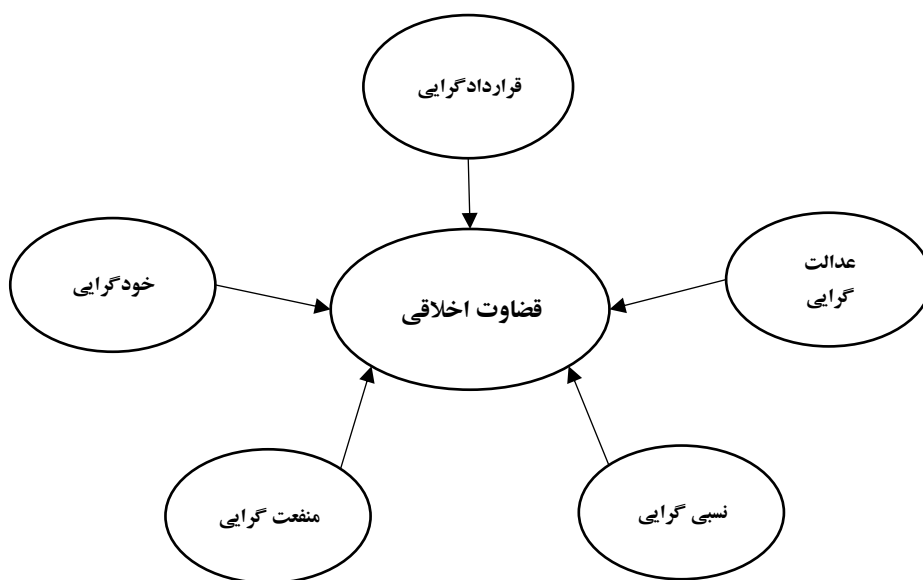 قراردادگرایی
عدالت
گرایی
خودگرایی
قضاوت اخلاقی
منفعت گرایی
نسبی گرایی